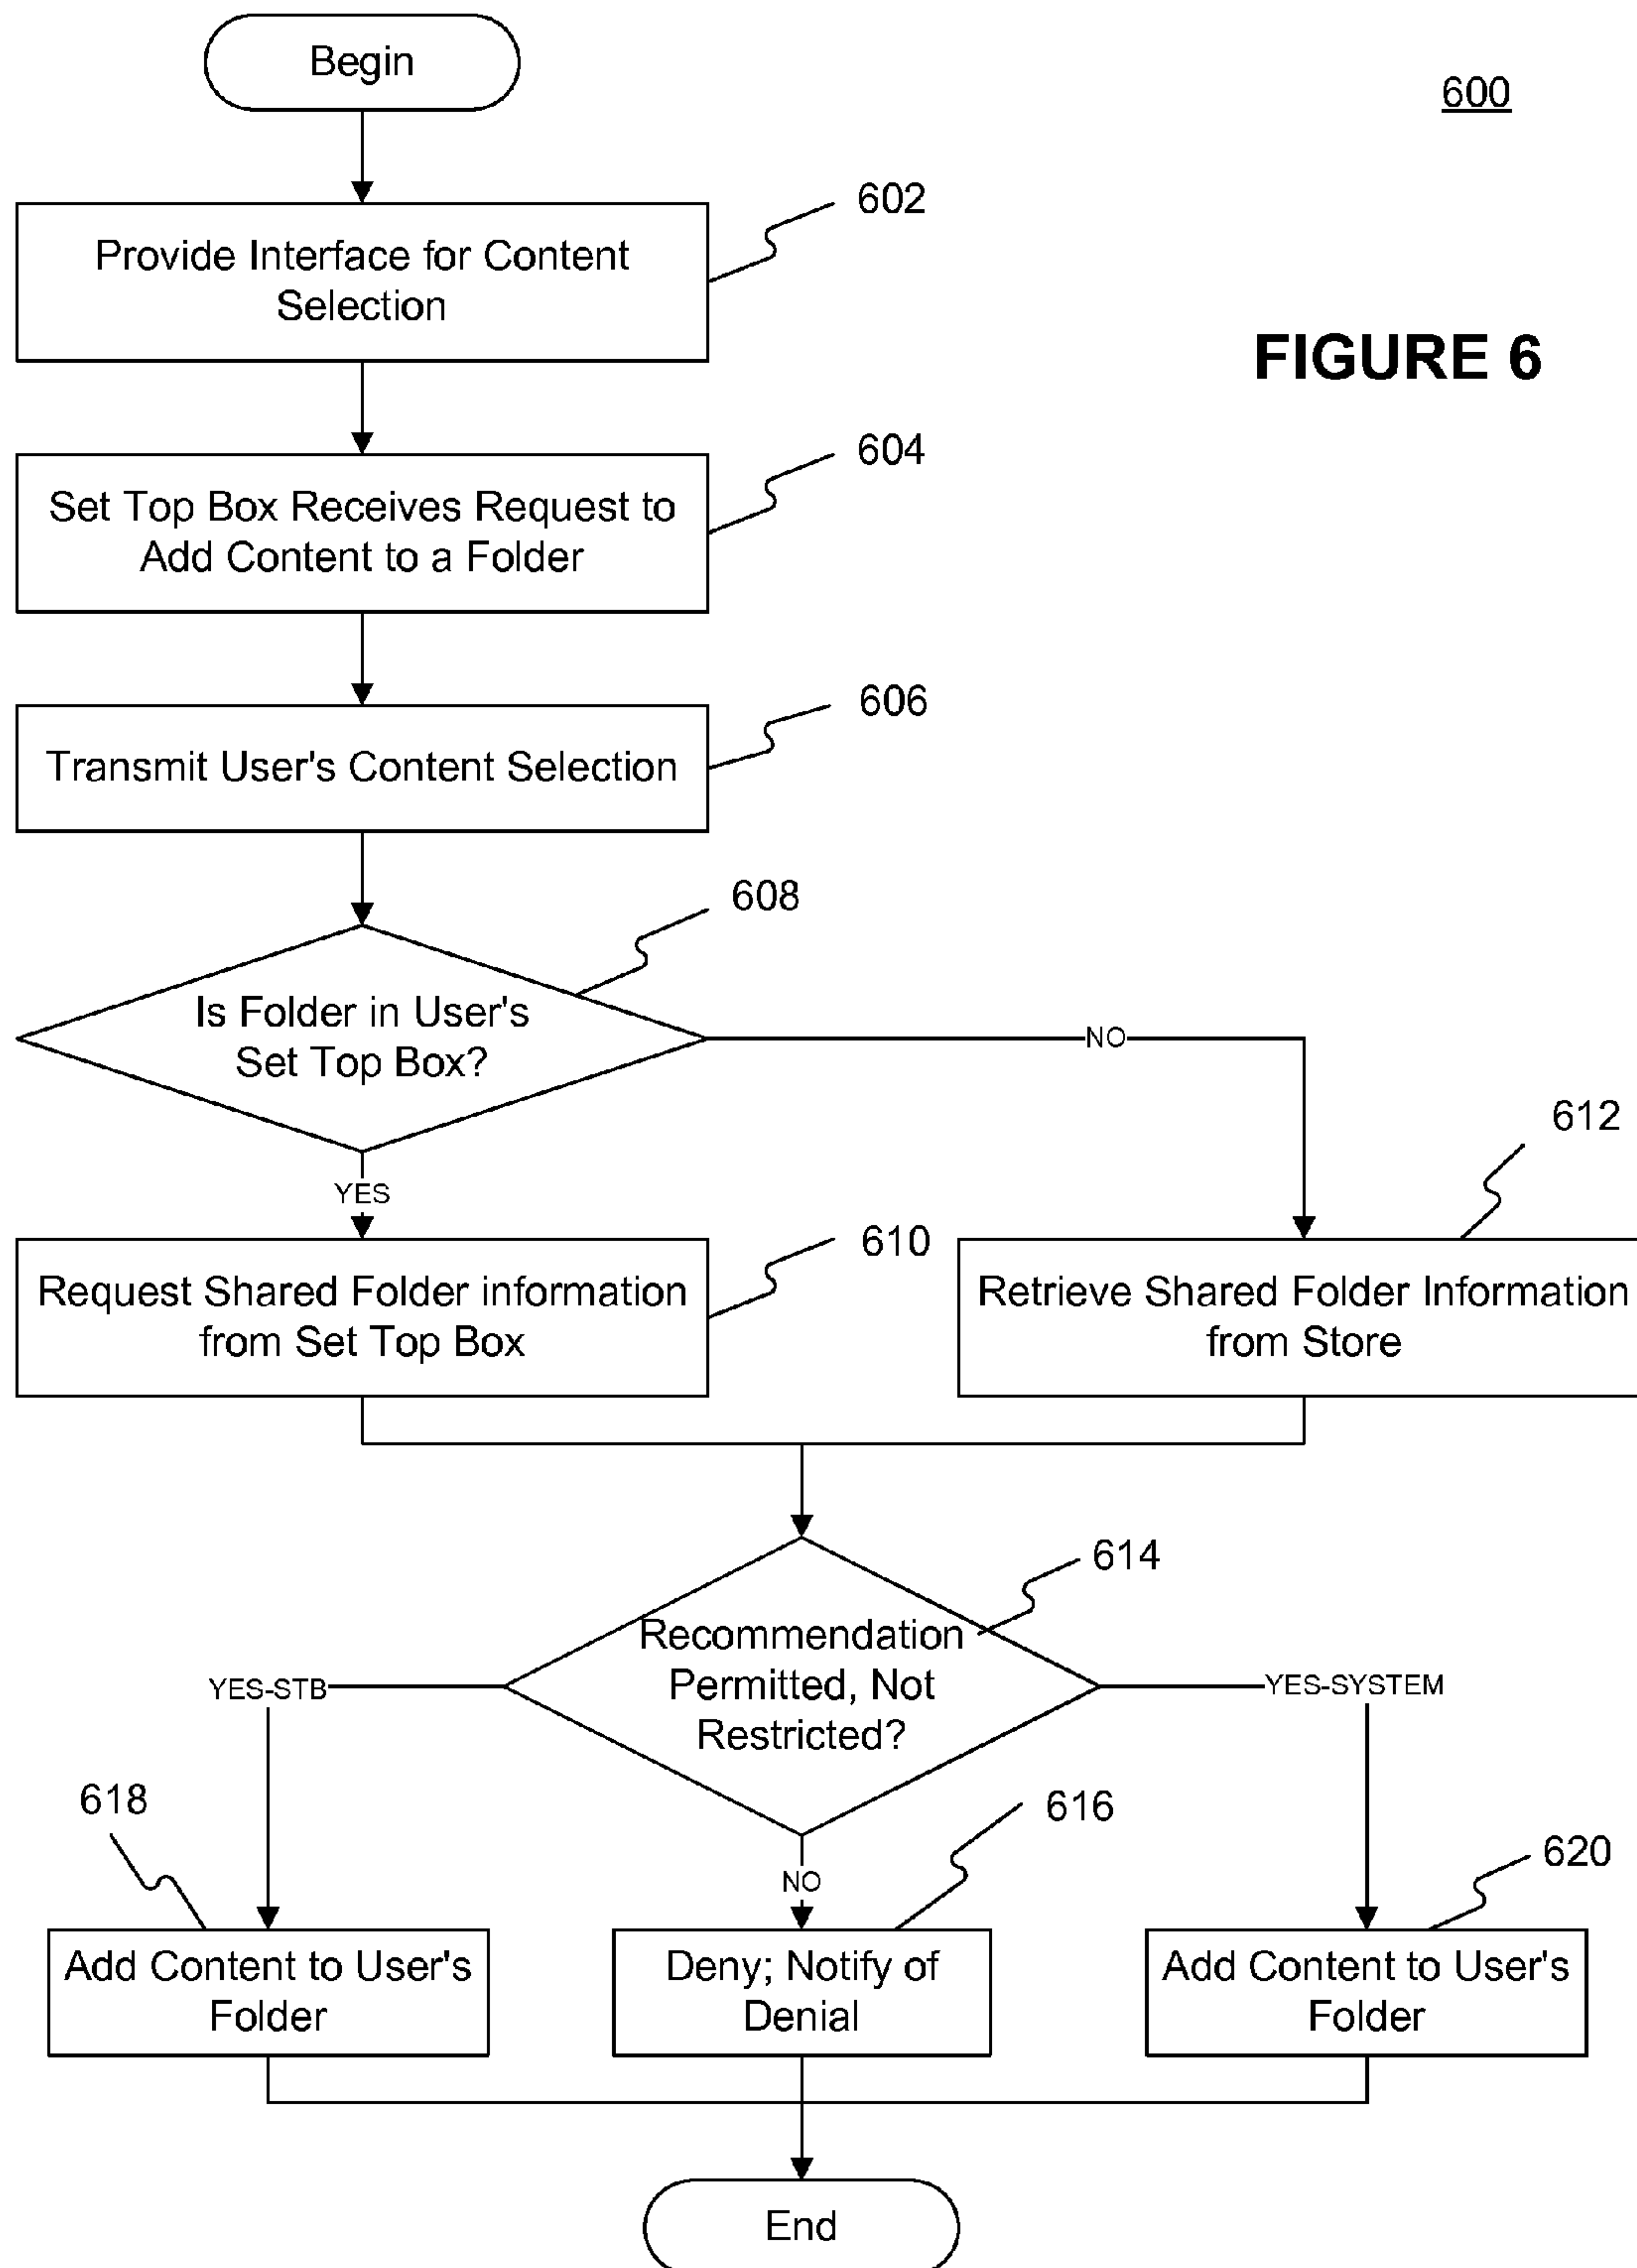 Begin
600
602
Provide Interface for Content
Selection
FIGURE 6
604
Set Top Box Receives Request to
Add Content to a Folder
606
Transmit User's Content Selection
608
Is Folder in User's
Set Top Box?
NO
YES
612
610
Request Shared Folder information
from Set Top Box
Retrieve Shared Folder Information
from Store
614
Recommendation
Permitted, Not
Restricted?
YES-STB
YES-SYSTEM
618
616
620
NO
Add Content to User's
Folder
Deny; Notify of
Denial
Add Content to User's
Folder
End